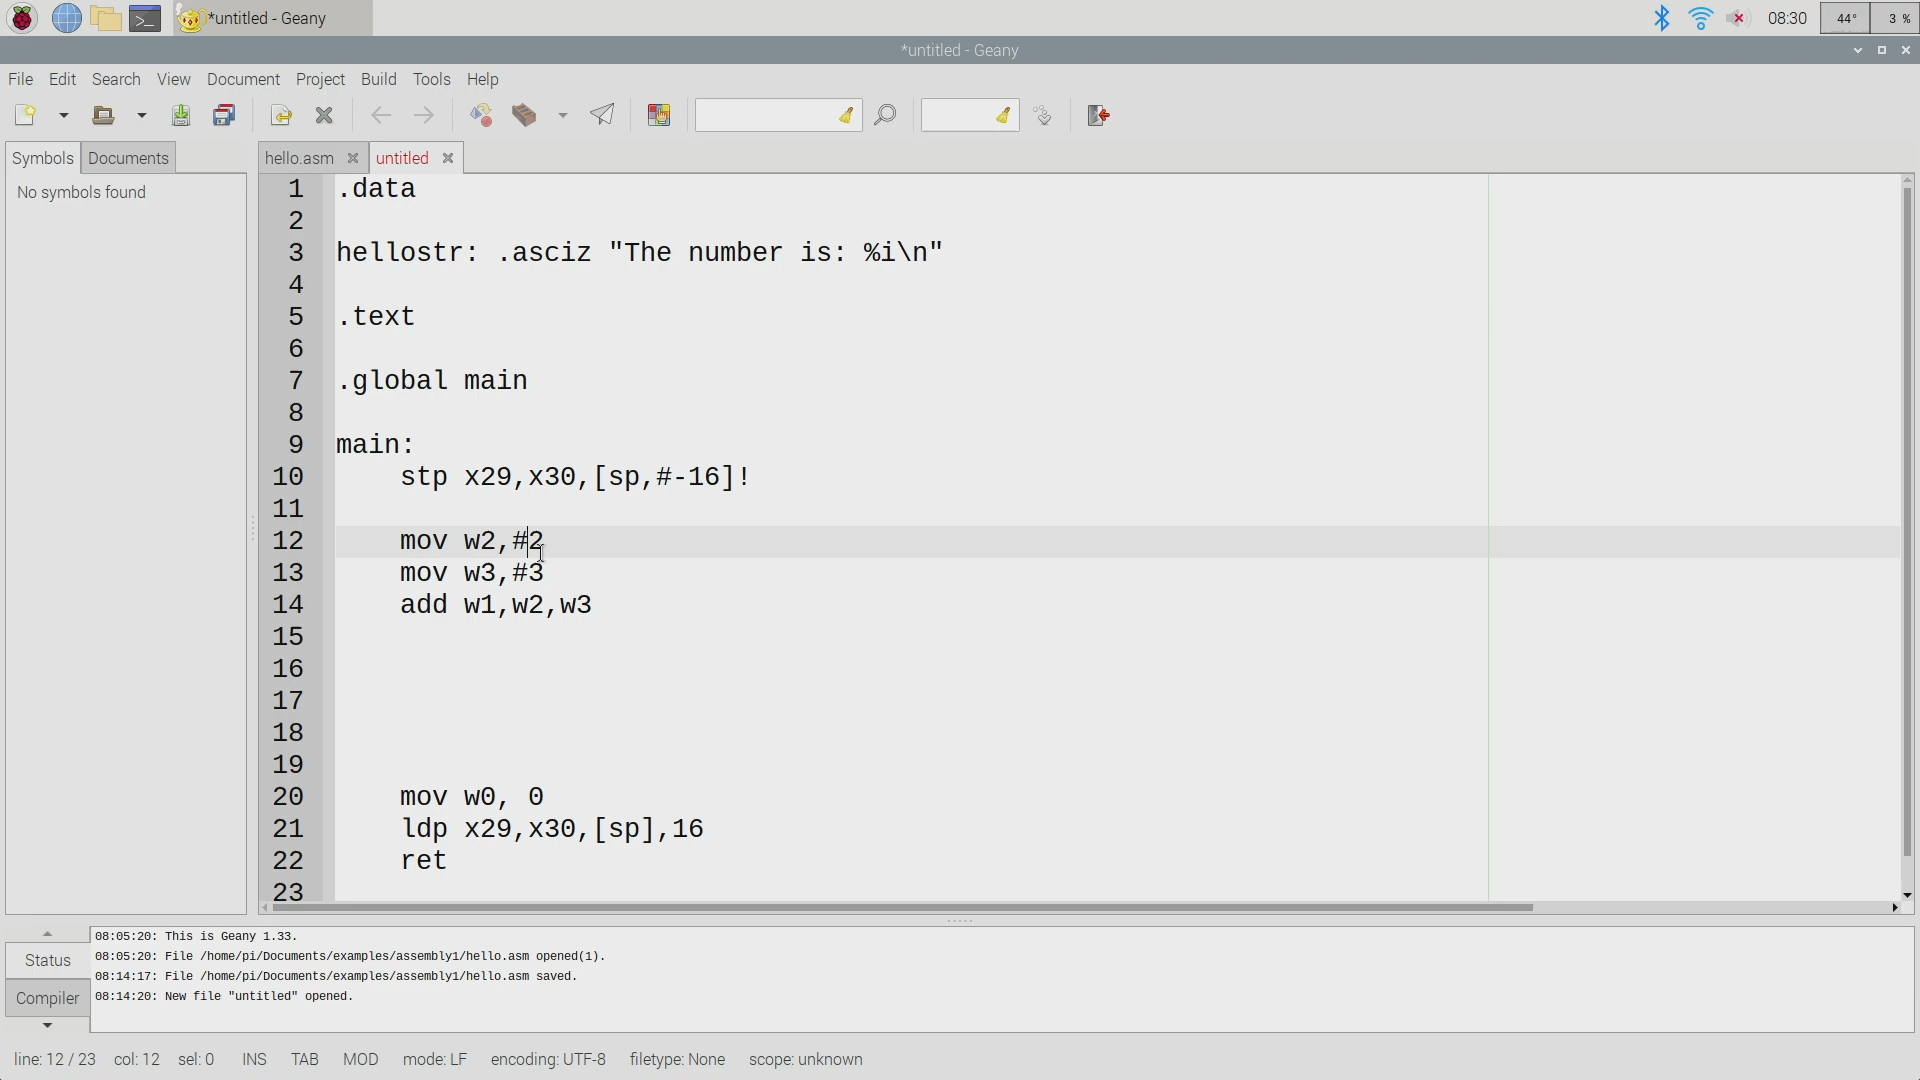 *untitled - Geany
08:30
44°
3 %
*untitled - Geany
File Edit Search View Document Project Build Tools Help
Symbols Documents
hello.asm untitled
No symbols found
1 .data
2
3 hellostr: .asciz "The number is: %i\n"
4
5 .text
6
7 .global main
8
9 main:
10 stp x29,x30,[sp,#-16]!
11
12 mov w2,#2
13 mov w3,#3
14 add w1,w2,w3
15
16
17
18
19
20 mov w0, 0
21 ldp x29,x30,[sp],16
22 ret
23
Status
Compiler
08:05:20: This is Geany 1.33.
08:05:20: File /home/pi/Documents/examples/assembly1/hello.asm opened(1).
08:14:17: File /home/pi/Documents/examples/assembly1/hello.asm saved.
08:14:20: New file "untitled" opened.
line: 12 / 23 col: 12 sel: 0 INS TAB MOD mode: LF encoding: UTF-8 filetype: None scope: unknown